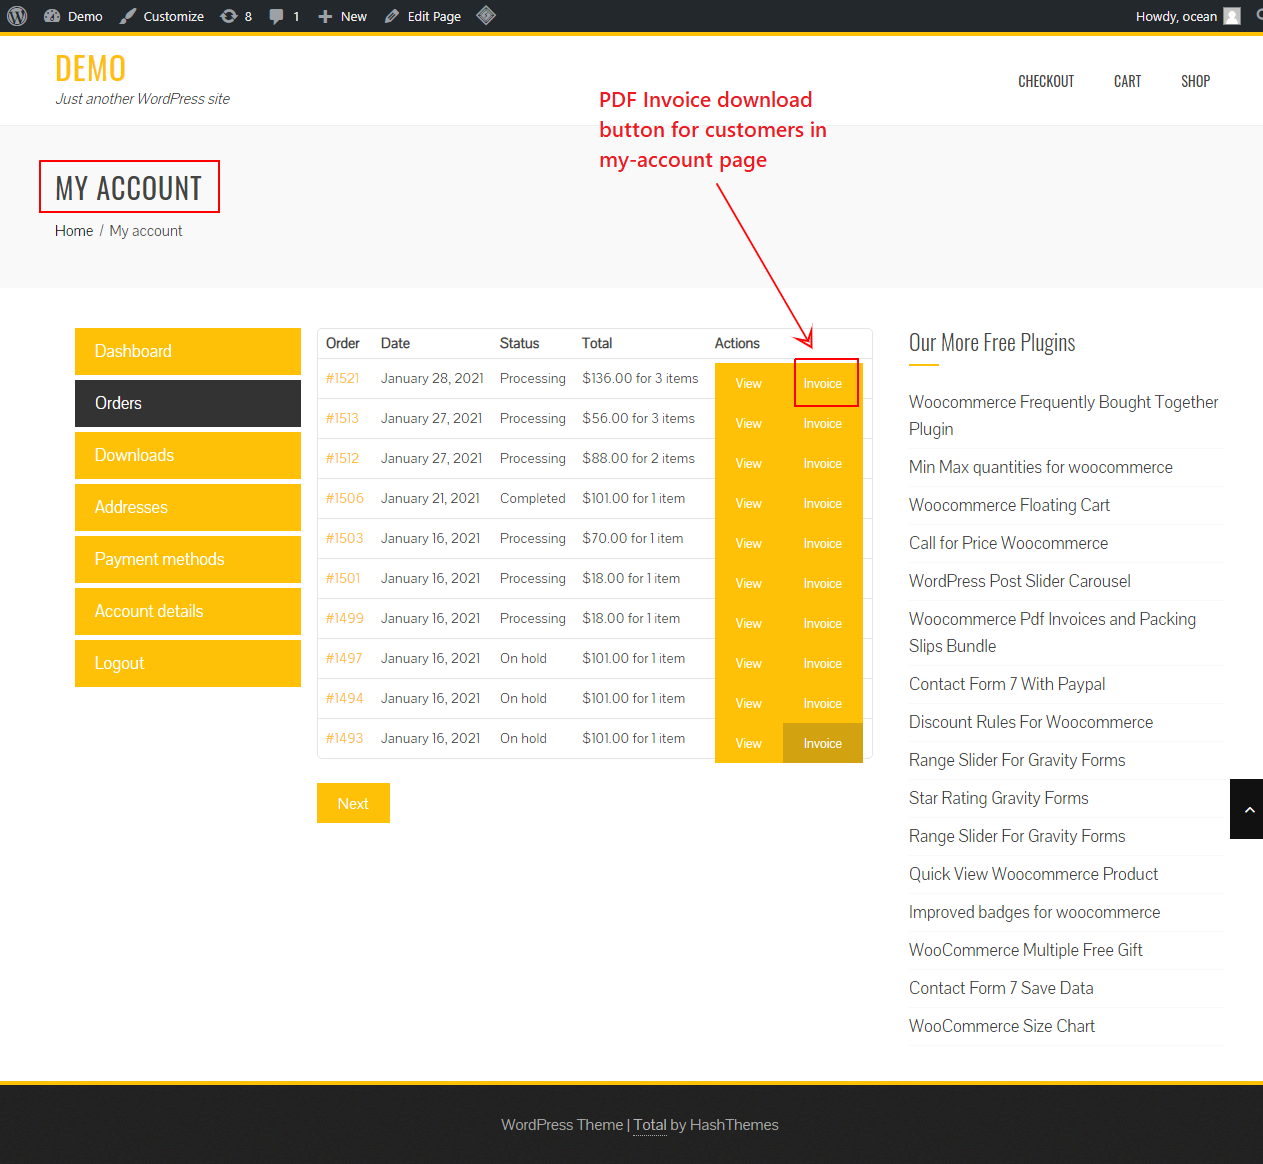 Demo Customize 8 1 New Edit Page Howdy, ocean
DEMO
Just another WordPress site
CHECKOUT CART SHOP
PDF Invoice download
button for customers in
my-account page
MY ACCOUNT
Home / My account
Dashboard
Orders
Downloads
Addresses
Payment methods
Account details
Logout
Order Date Status Total Actions
#1521 January 28, 2021 Processing $136.00 for 3 items View Invoice
#1513 January 27, 2021 Processing $56.00 for 3 items View Invoice
#1512 January 27, 2021 Processing $88.00 for 2 items View Invoice
#1506 January 21, 2021 Completed $101.00 for 1 item View Invoice
#1503 January 16, 2021 Processing $70.00 for 1 item View Invoice
#1501 January 16, 2021 Processing $18.00 for 1 item View Invoice
#1499 January 16, 2021 Processing $18.00 for 1 item View Invoice
#1497 January 16, 2021 On hold $101.00 for 1 item View Invoice
#1494 January 16, 2021 On hold $101.00 for 1 item View Invoice
#1493 January 16, 2021 On hold $101.00 for 1 item View Invoice
Next
Our More Free Plugins
Woocommerce Frequently Bought Together
Plugin
Min Max quantities for woocommerce
Woocommerce Floating Cart
Call for Price Woocommerce
WordPress Post Slider Carousel
Woocommerce Pdf Invoices and Packing
Slips Bundle
Contact Form 7 With Paypal
Discount Rules For Woocommerce
Range Slider For Gravity Forms
Star Rating Gravity Forms
Range Slider For Gravity Forms
Quick View Woocommerce Product
Improved badges for woocommerce
WooCommerce Multiple Free Gift
Contact Form 7 Save Data
WooCommerce Size Chart
WordPress Theme | Total by HashThemes